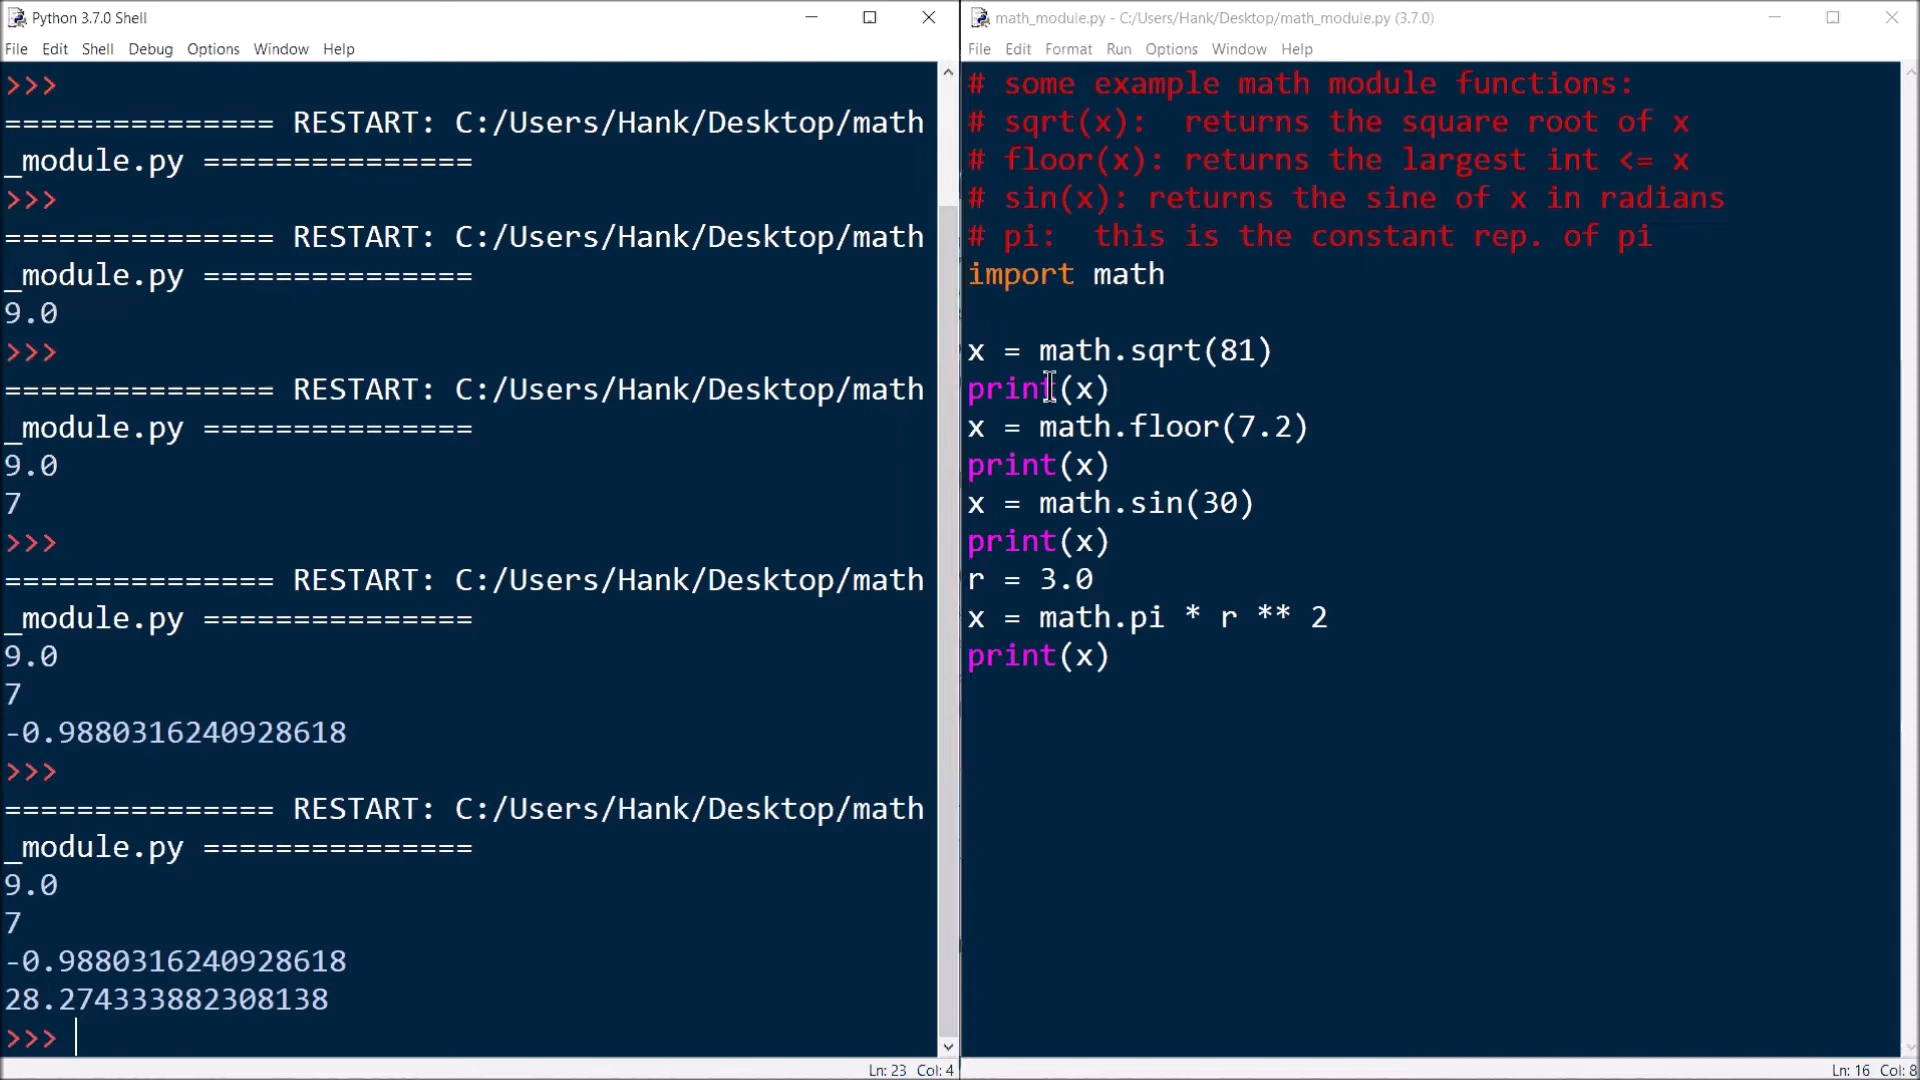 Python 3.7.0 Shell
File Edit Shell Debug Options Window Help
>>>
=============== RESTART: C:/Users/Hank/Desktop/math
_module.py ===============
>>>
=============== RESTART: C:/Users/Hank/Desktop/math
_module.py ===============
9.0
>>>
=============== RESTART: C:/Users/Hank/Desktop/math
_module.py ===============
9.0
7
>>>
=============== RESTART: C:/Users/Hank/Desktop/math
_module.py ===============
9.0
7
-0.9880316240928618
>>>
=============== RESTART: C:/Users/Hank/Desktop/math
_module.py ===============
9.0
7
-0.9880316240928618
28.274333882308138
>>>
Ln: 23 Col: 4
math_module.py - C:/Users/Hank/Desktop/math_module.py (3.7.0)
File Edit Format Run Options Window Help
# some example math module functions:
# sqrt(x):  returns the square root of x
# floor(x): returns the largest int <= x
# sin(x): returns the sine of x in radians
# pi:  this is the constant rep. of pi
import math
x = math.sqrt(81)
print(x)
x = math.floor(7.2)
print(x)
x = math.sin(30)
print(x)
r = 3.0
x = math.pi * r ** 2
print(x)
Ln: 16 Col: 8